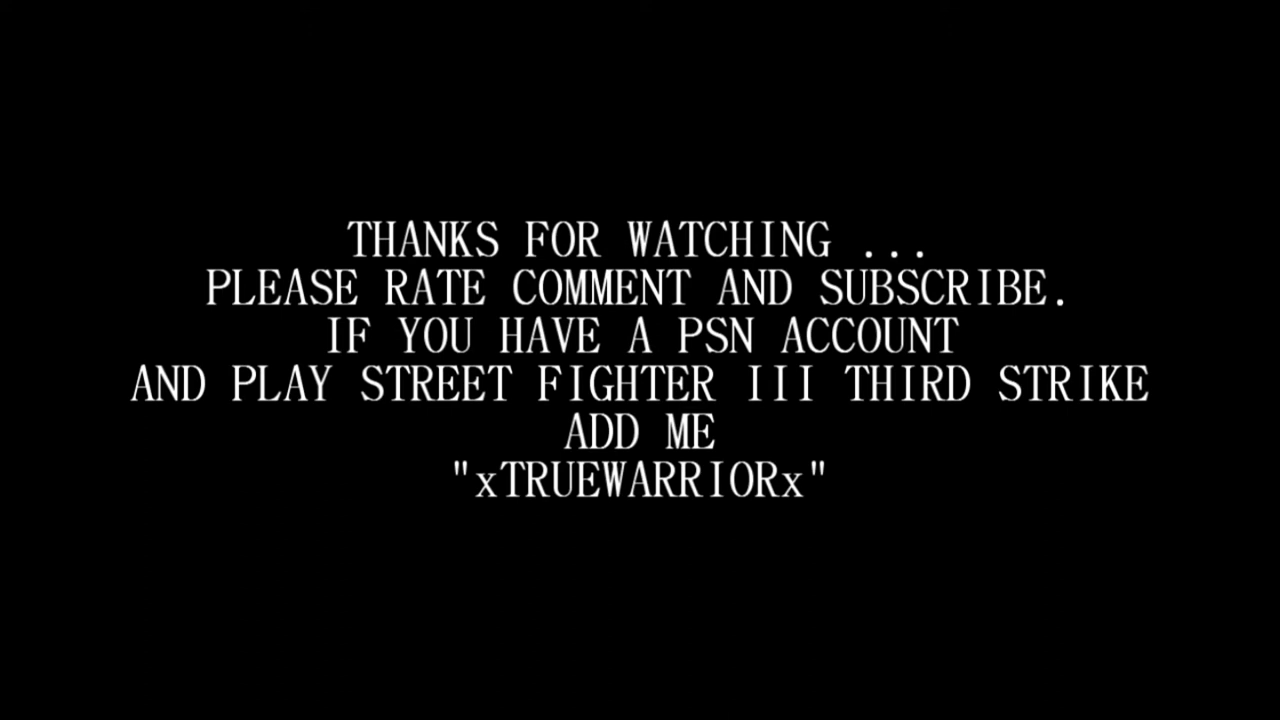 THANKS FOR WATCHING ...
PLEASE RATE COMMENT AND SUBSCRIBE.
IF YOU HAVE A PSN ACCOUNT
AND PLAY STREET FIGHTER III THIRD STRIKE
ADD ME
"xTRUEWARRIORx"